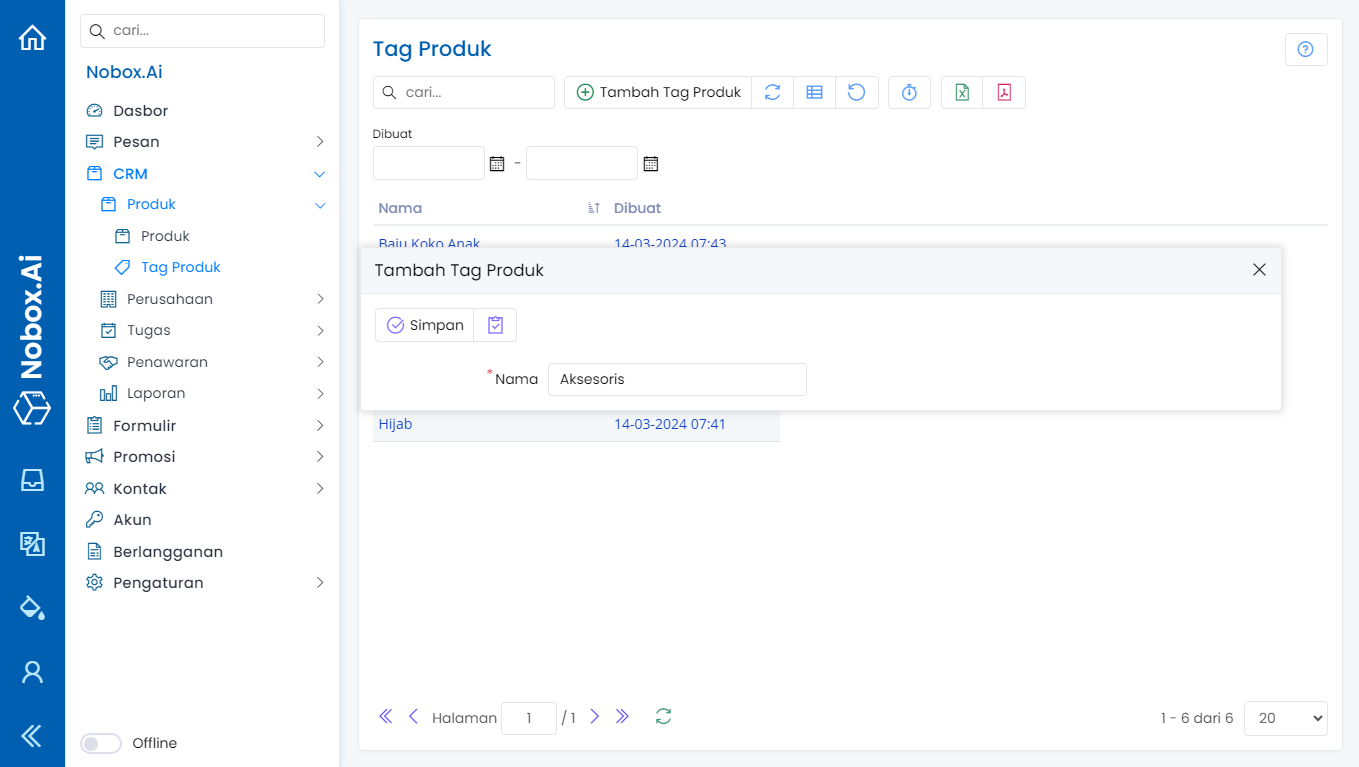 Nobox.Ai
cari...
Nobox.Ai
Dasbor
Pesan
CRM
Produk
Produk
Tag Produk
Perusahaan
Tugas
Penawaran
Laporan
Formulir
Promosi
Kontak
Akun
Berlangganan
Pengaturan
Offline
Tag Produk
cari...
Tambah Tag Produk
Dibuat
-
Nama Dibuat
Baju Koko Anak 14-03-2024 07:43
Tambah Tag Produk
Simpan
* Nama Aksesoris
Hijab 14-03-2024 07:41
Halaman 1 / 1
1 - 6 dari 6 20